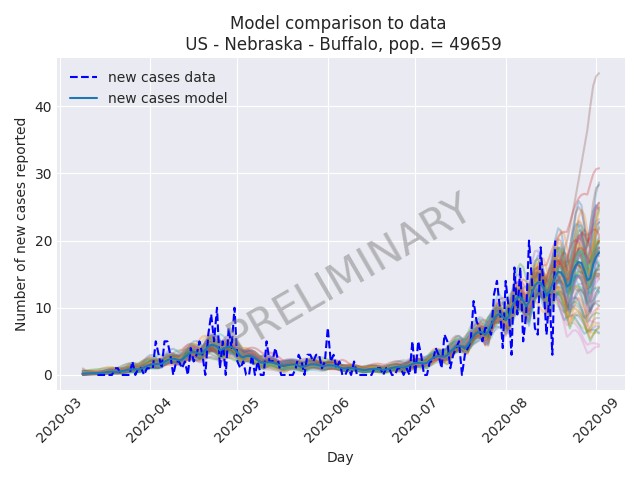 Model comparison to data
US - Nebraska - Buffalo, pop. = 49659
new cases data
new cases model
Number of new cases reported
40
30
20
10
0
PRELIMINARY
2020-03
2020-04
2020-05
2020-06
2020-07
2020-08
2020-09
Day